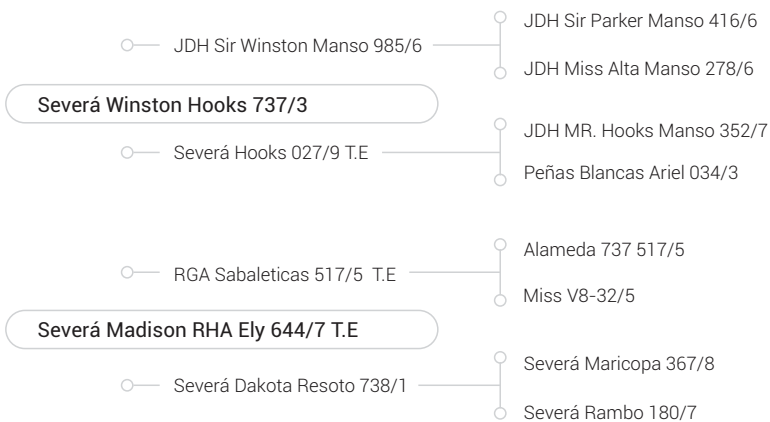 JDH Sir Parker Manso 416/6
JDH Sir Winston Manso 985/6
JDH Miss Alta Manso 278/6
Severá Winston Hooks 737/3
JDH MR. Hooks Manso 352/7
Severá Hooks 027/9 T.E
Peñas Blancas Ariel 034/3
Alameda 737 517/5
RGA Sabaleticas 517/5 T.E
Miss V8-32/5
Severá Madison RHA Ely 644/7 T.E
Severá Maricopa 367/8
Severá Dakota Resoto 738/1
Severá Rambo 180/7